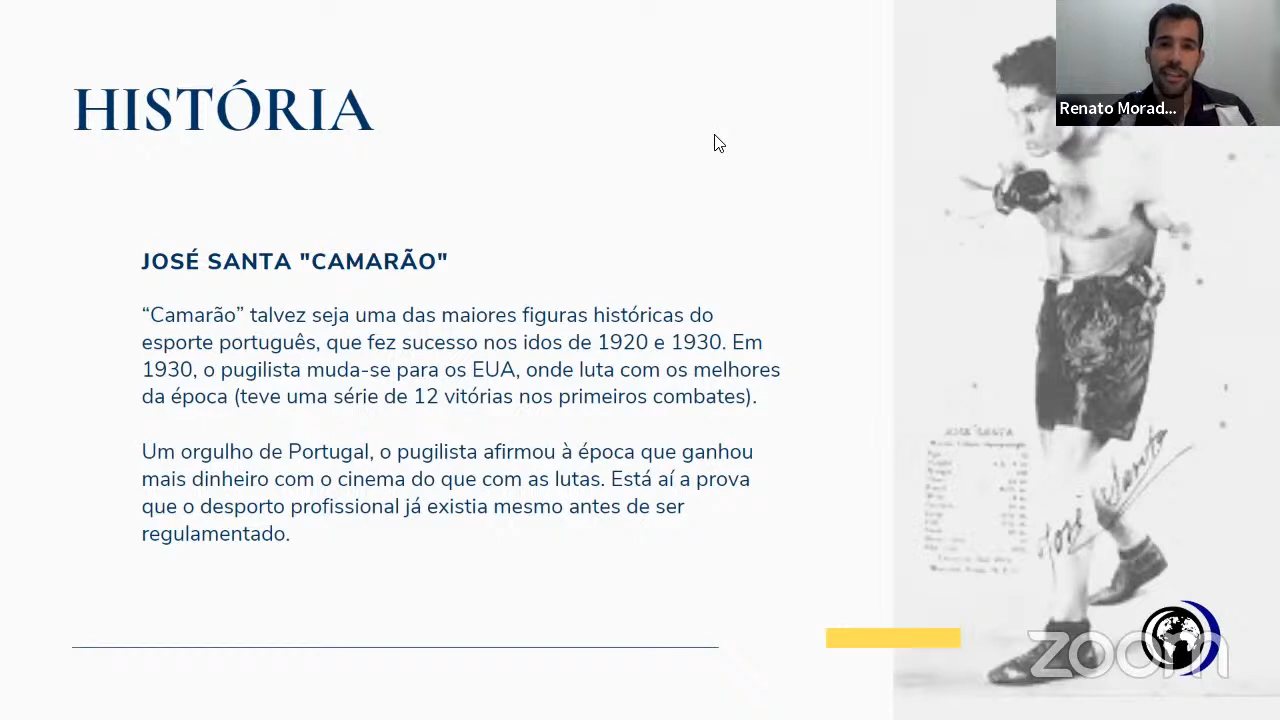 HISTÓRIA
Renato Morad...
JOSÉ SANTA "CAMARÃO"
“Camarão” talvez seja uma das maiores figuras históricas do
esporte português, que fez sucesso nos idos de 1920 e 1930. Em
1930, o pugilista muda-se para os EUA, onde luta com os melhores
da época (teve uma série de 12 vitórias nos primeiros combates).
Um orgulho de Portugal, o pugilista afirmou à época que ganhou
mais dinheiro com o cinema do que com as lutas. Está aí a prova
que o desporto profissional já existia mesmo antes de ser
regulamentado.
JOSÉ SANTA
José Santa
zoom